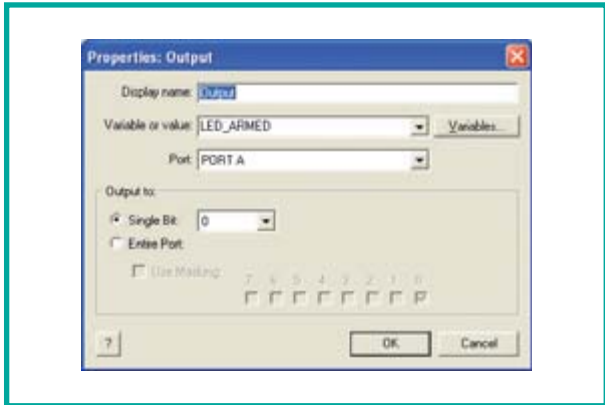 Properties: Output
Display name: Output
Variable or value: LED_ARMED Variables...
Port: PORT A
Output to:
Single Bit: 0
Entire Port:
Use Masking:
7 6 5 4 3 2 1 0
? OK Cancel